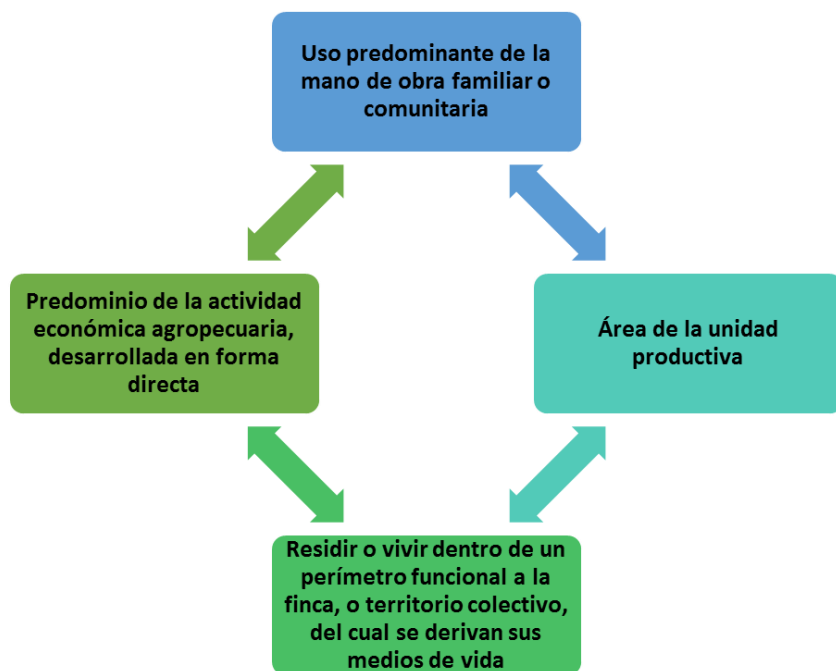 Uso predominante de la
mano de obra familiar o
comunitaria
Predominio de la actividad
económica agropecuaria,
desarrollada en forma
directa
Área de la unidad
productiva
Residir o vivir dentro de un
perímetro funcional a la
finca, o territorio colectivo,
del cual se derivan sus
medios de vida